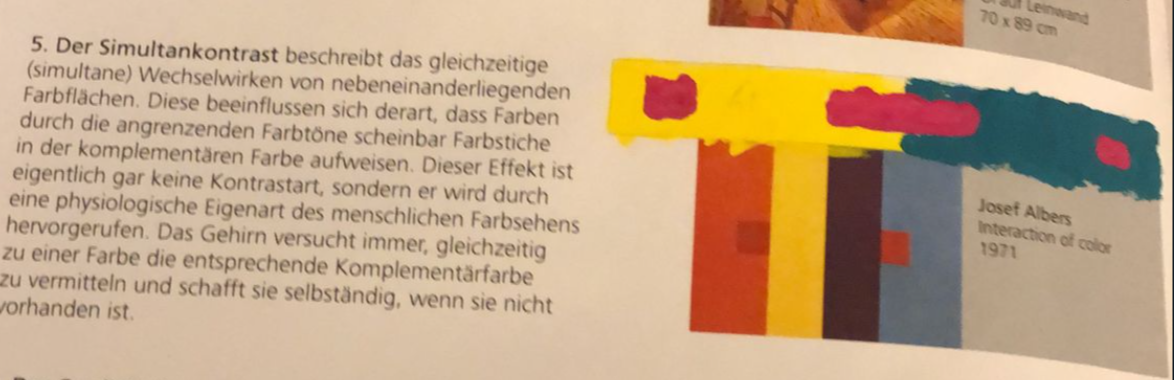 auf Leinwand
70 x 89 cm
5. Der Simultankontrast beschreibt das gleichzeitige
(simultane) Wechselwirken von nebeneinanderliegenden
Farbflächen. Diese beeinflussen sich derart, dass Farben
durch die angrenzenden Farbtöne scheinbar Farbstiche
in der komplementären Farbe aufweisen. Dieser Effekt ist
eigentlich gar keine Kontrastart, sondern er wird durch
eine physiologische Eigenart des menschlichen Farbsehens
hervorgerufen. Das Gehirn versucht immer, gleichzeitig
zu einer Farbe die entsprechende Komplementärfarbe
zu vermitteln und schafft sie selbständig, wenn sie nicht
vorhanden ist.
Josef Albers
Interaction of color
1971